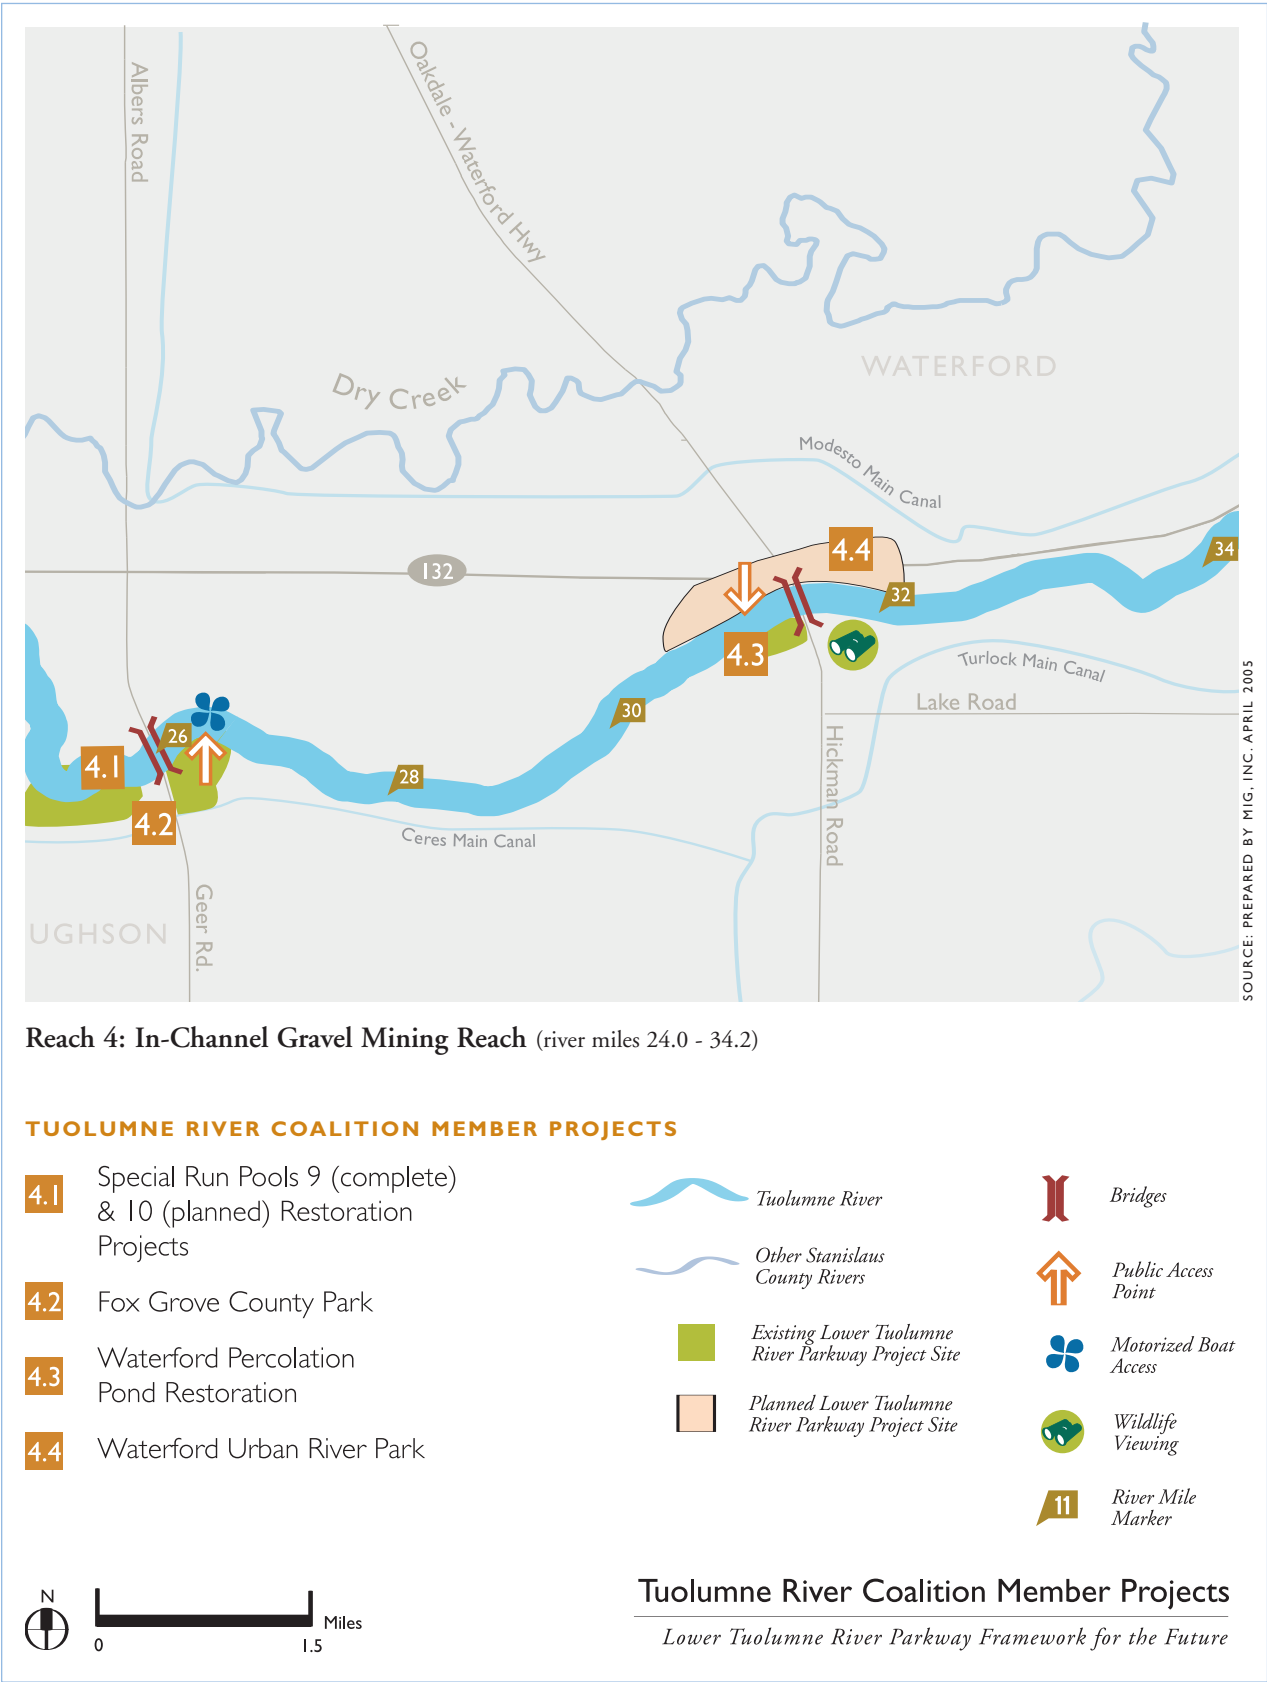 Albers Road
Oakdale - Waterford Hwy
Dry Creek
WATERFORD
Modesto Main Canal
4.4
34
132
32
4.3
Turlock Main Canal
Lake Road
30
26
4.1
28
4.2
Ceres Main Canal
Hickman Road
Geer Rd.
UGHSON
SOURCE: PREPARED BY MIG, INC. APRIL 2005
Reach 4: In-Channel Gravel Mining Reach (river miles 24.0 - 34.2)
TUOLUMNE RIVER COALITION MEMBER PROJECTS
4.1 Special Run Pools 9 (complete)
& 10 (planned) Restoration
Projects
4.2 Fox Grove County Park
4.3 Waterford Percolation
Pond Restoration
4.4 Waterford Urban River Park
Tuolumne River
Other Stanislaus
County Rivers
Existing Lower Tuolumne
River Parkway Project Site
Planned Lower Tuolumne
River Parkway Project Site
Bridges
Public Access
Point
Motorized Boat
Access
Wildlife
Viewing
11
River Mile
Marker
N
0
1.5
Miles
Tuolumne River Coalition Member Projects
Lower Tuolumne River Parkway Framework for the Future